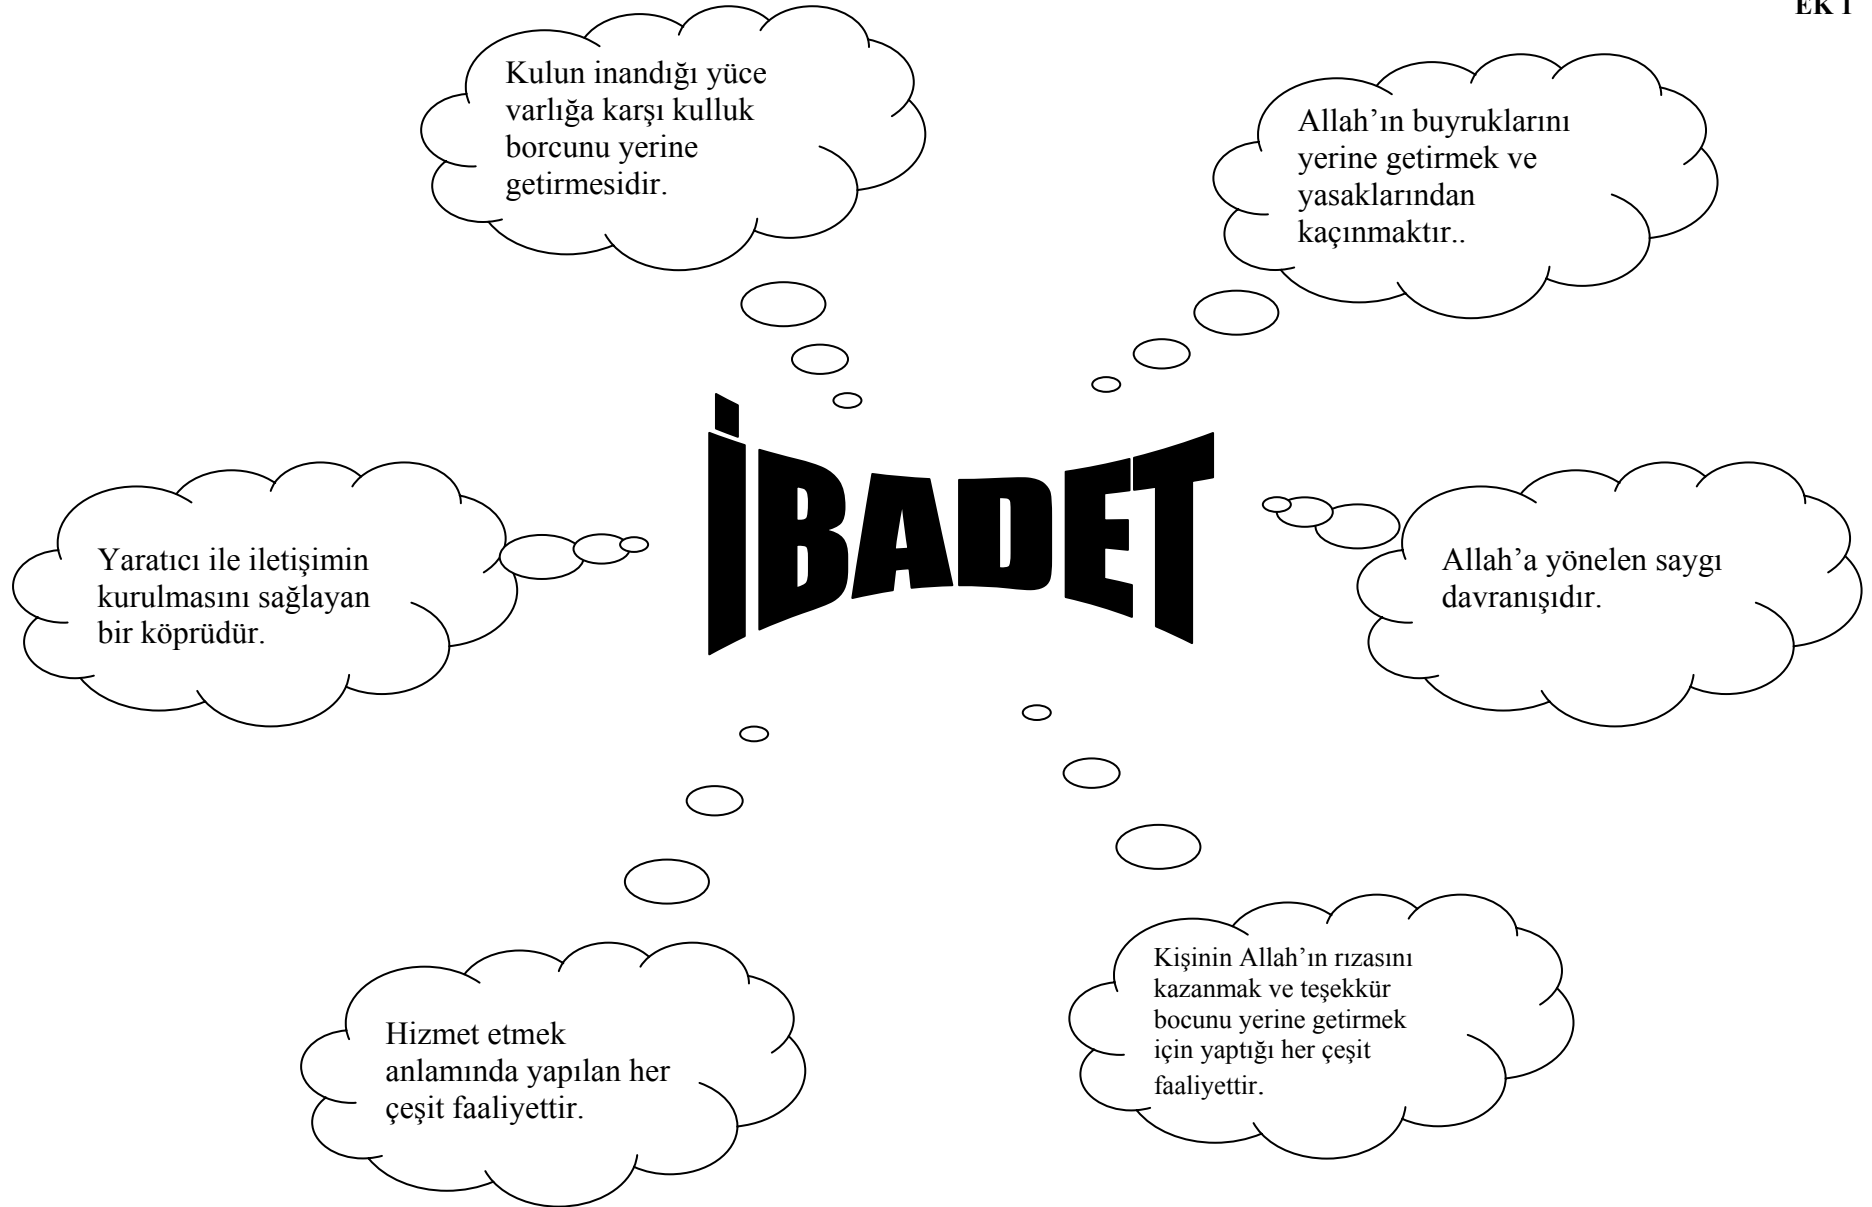 EK 1
Kulun inandığı yüce
varlığa karşı kulluk
borcunu yerine
getirmesidir.
Allah’ın buyruklarını
yerine getirmek ve
yasaklarından
kaçınmaktır..
İBADET
Yaratıcı ile iletişimin
kurulmasını sağlayan
bir köprüdür.
Allah’a yönelen saygı
davranışıdır.
Hizmet etmek
anlamında yapılan her
çeşit faaliyettir.
Kişinin Allah’ın rızasını
kazanmak ve teşekkür
bocunu yerine getirmek
için yaptığı her çeşit
faaliyettir.